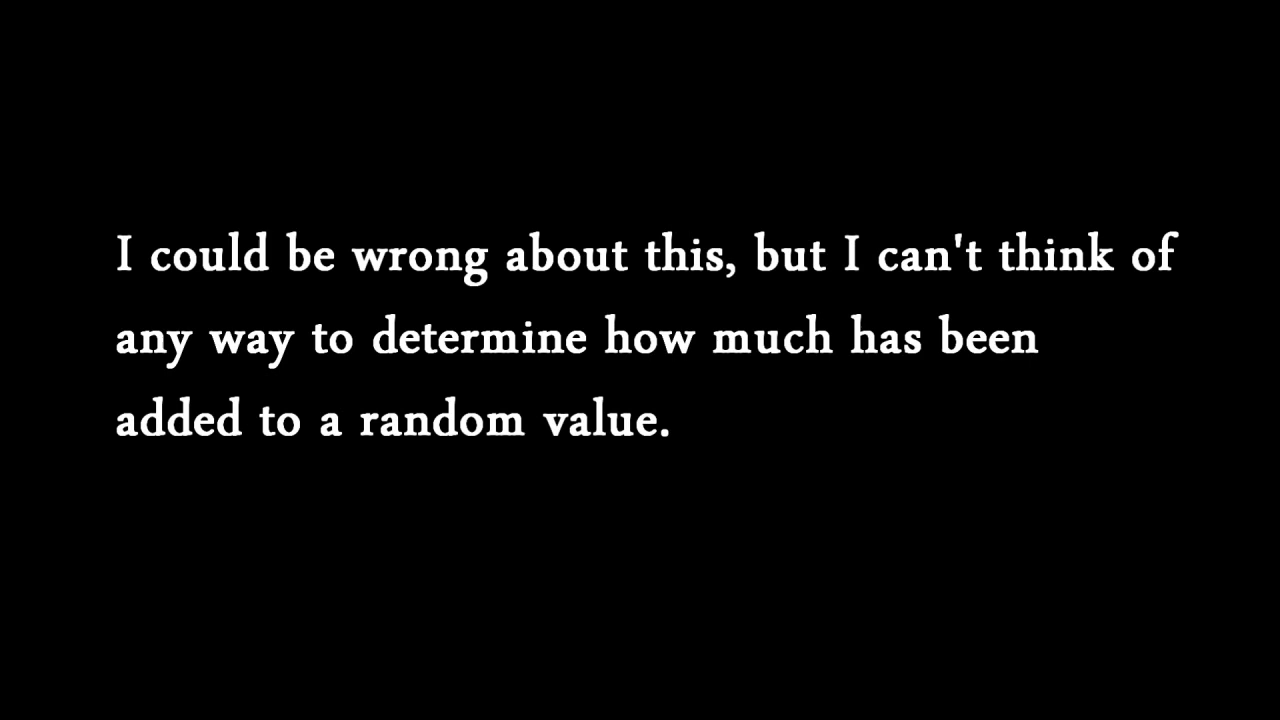 I could be wrong about this, but I can't think of
any way to determine how much has been
added to a random value.